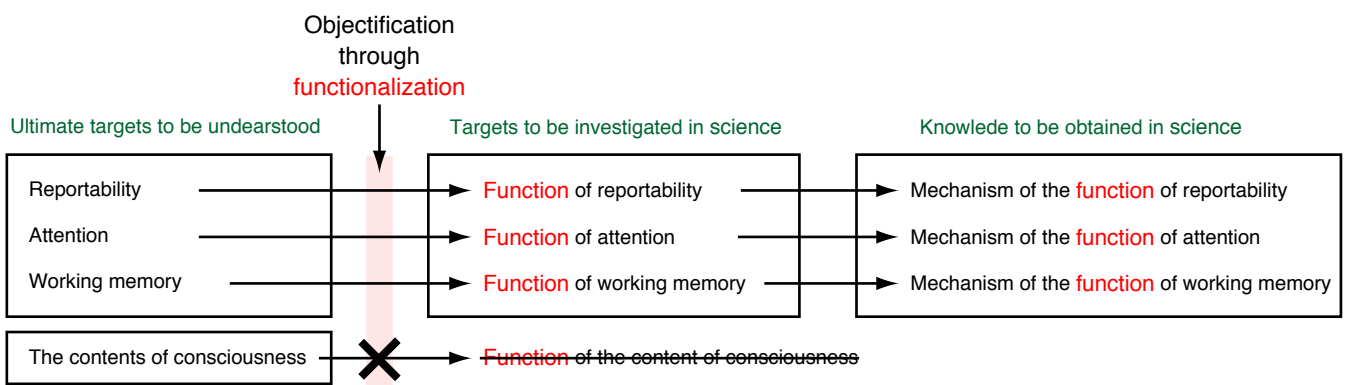 Objectification
through
functionalization
Ultimate targets to be undearstood
Targets to be investigated in science
Knowlede to be obtained in science
Reportability
Function of reportability
Mechanism of the function of reportability
Attention
Function of attention
Mechanism of the function of attention
Working memory
Function of working memory
Mechanism of the function of working memory
The contents of consciousness
Function of the content of consciousness